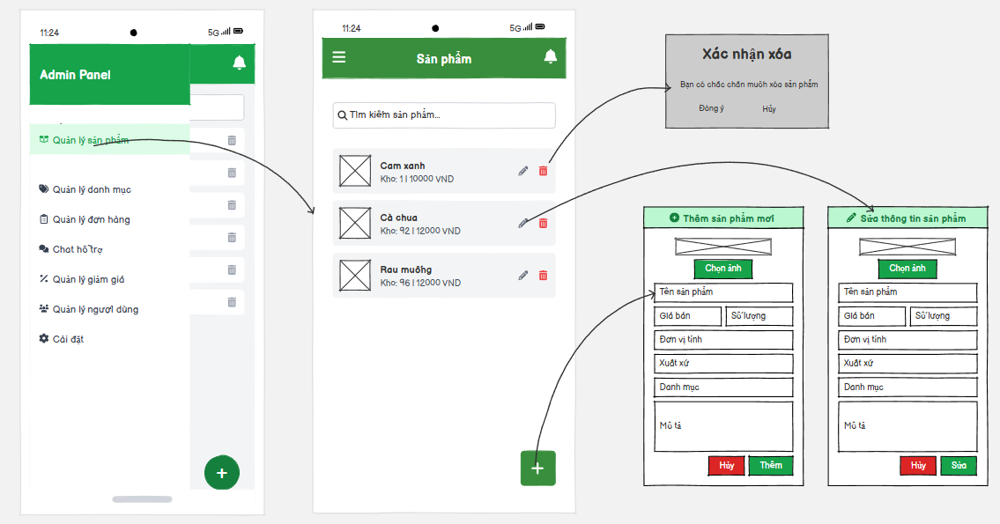 11:24
5G
Admin Panel
Quản lý sản phẩm
Quản lý danh mục
Quản lý đơn hàng
Chat hỗ trợ
Quản lý giảm giá
Quản lý người dùng
Cài đặt
+
11:24
5G
Sản phẩm
Tìm kiếm sản phẩm...
Cam xanh
Kho: 1 | 10000 VND
Cà chua
Kho: 92 | 12000 VND
Rau muống
Kho: 96 | 12000 VND
+
Xác nhận xóa
Bạn có chắc chắn muốn xóa sản phẩm
Đồng ý Hủy
Thêm sản phẩm mới
Chọn ảnh
Tên sản phẩm
Giá bán Số lượng
Đơn vị tính
Xuất xứ
Danh mục
Mô tả
Hủy Thêm
Sửa thông tin sản phẩm
Chọn ảnh
Tên sản phẩm
Giá bán Số lượng
Đơn vị tính
Xuất xứ
Danh mục
Mô tả
Hủy Sửa